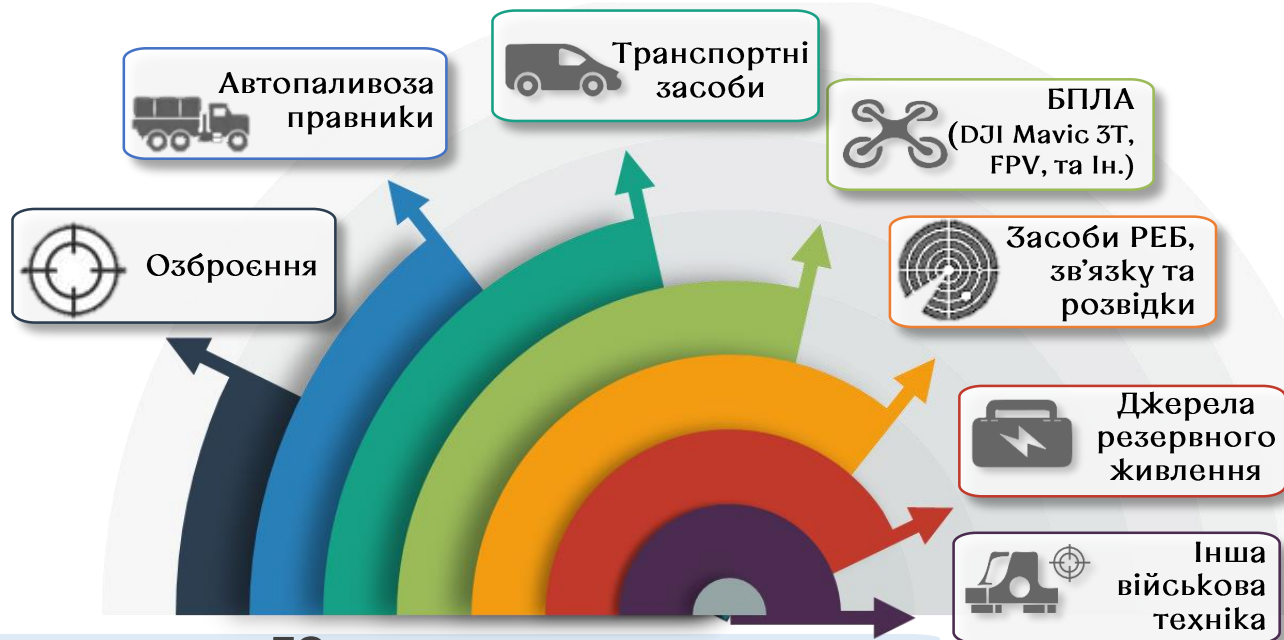 Транспортні
засоби
Автопаливоза
правники
БПЛА
(DJI Mavic 3T,
FPV, та Ін.)
Озброєння
Засоби РЕБ,
зв’язку та
розвідки
Джерела
резервного
живлення
Інша
військова
техніка